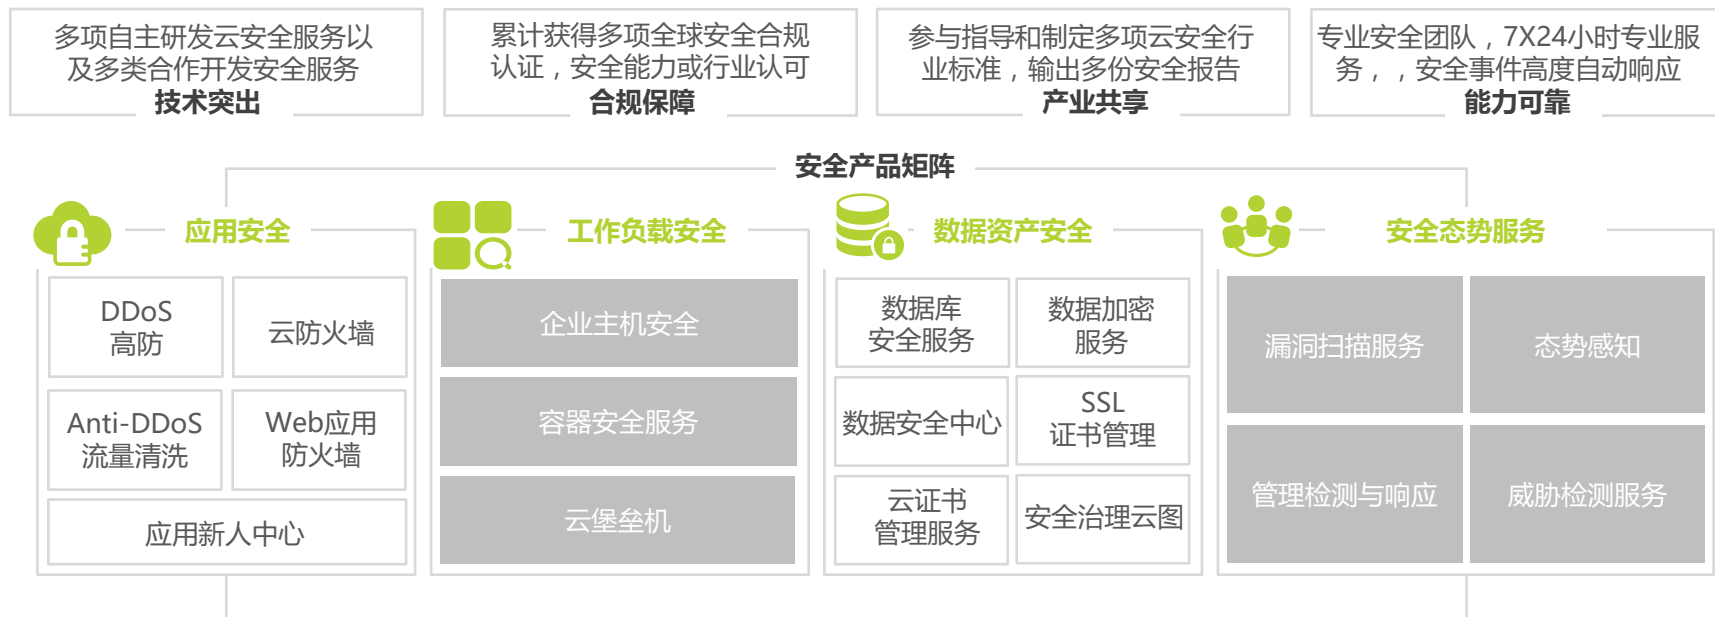 多项自主研发云安全服务以
及多类合作开发安全服务
技术突出
累计获得多项全球安全合规
认证，安全能力或行业认可
合规保障
参与指导和制定多项云安全行
业标准，输出多份安全报告
产业共享
专业安全团队，7X24小时专业服
务，，安全事件高度自动响应
能力可靠
安全产品矩阵
应用安全
DDoS
高防
云防火墙
Anti-DDoS
流量清洗
Web应用
防火墙
应用新人中心
工作负载安全
企业主机安全
容器安全服务
云堡垒机
数据资产安全
数据库
安全服务
数据加密
服务
数据安全中心
SSL
证书管理
云证书
管理服务
安全治理云图
安全态势服务
漏洞扫描服务
态势感知
管理检测与响应
威胁检测服务